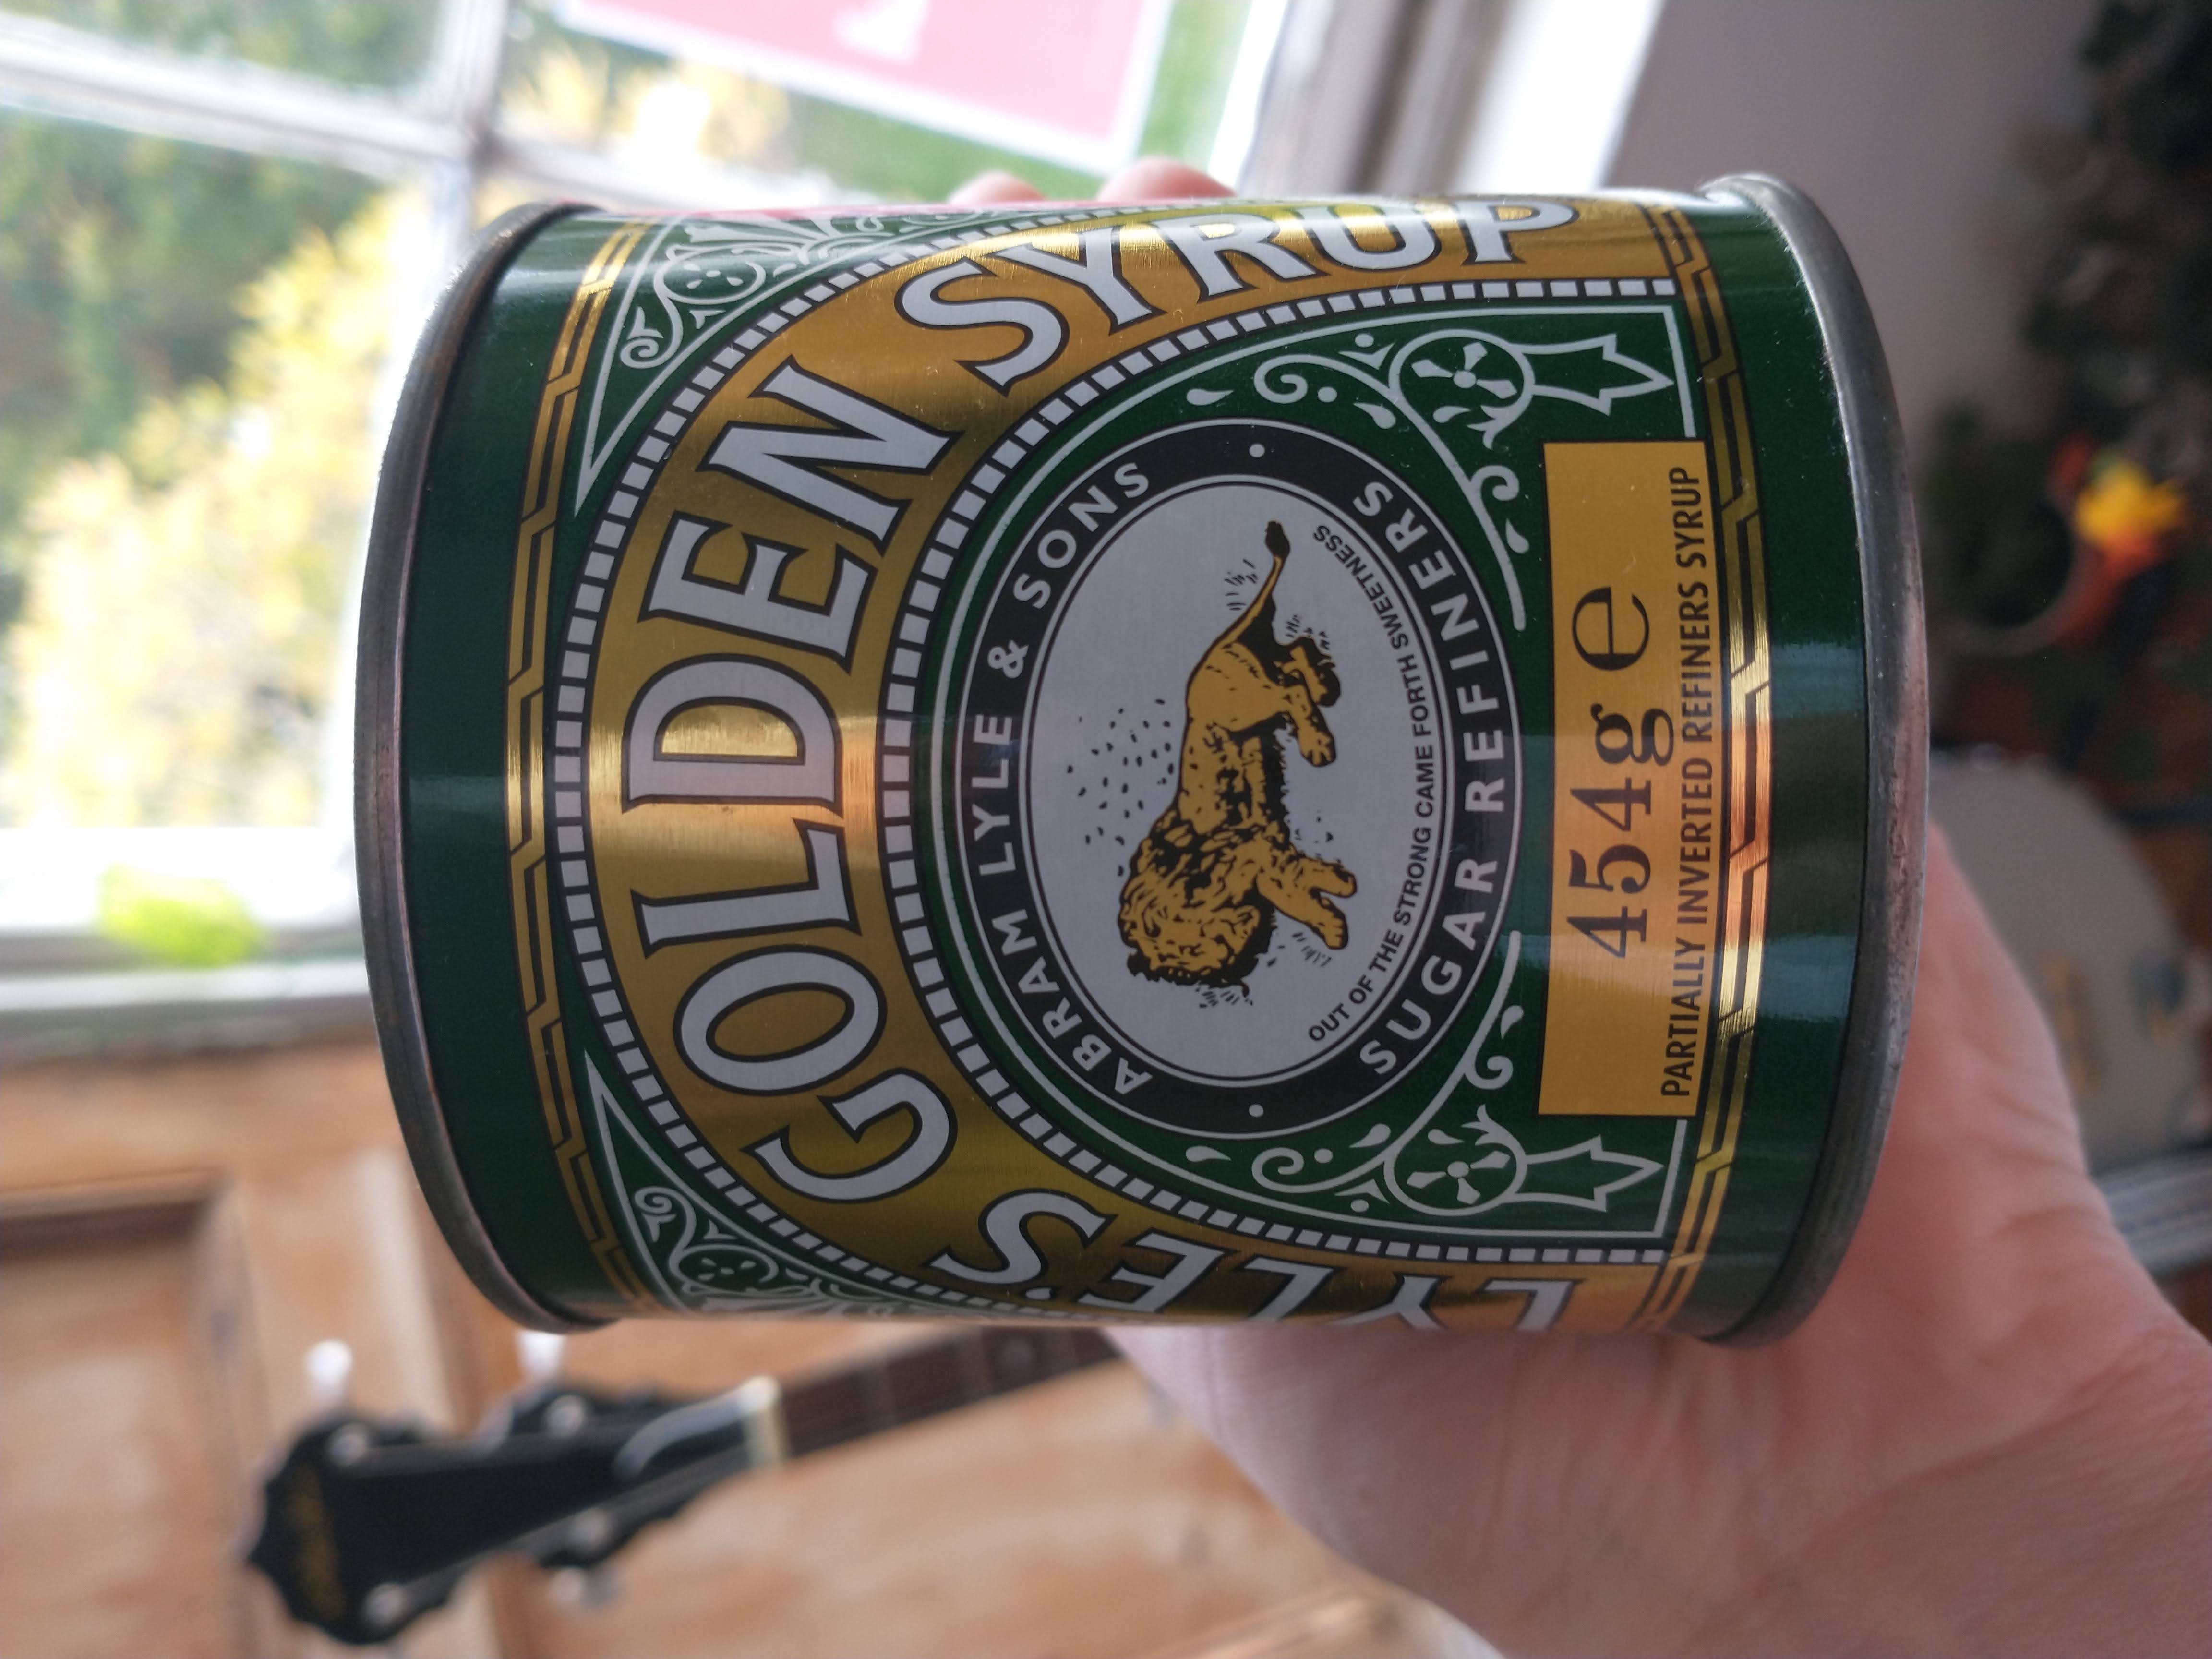 LYLE'S GOLDEN SYRUP
ABRAM LYLE & SONS
OUT OF THE STRONG CAME FORTH SWEETNESS
SUGAR REFINERS
454g e
PARTIALLY INVERTED REFINERS SYRUP